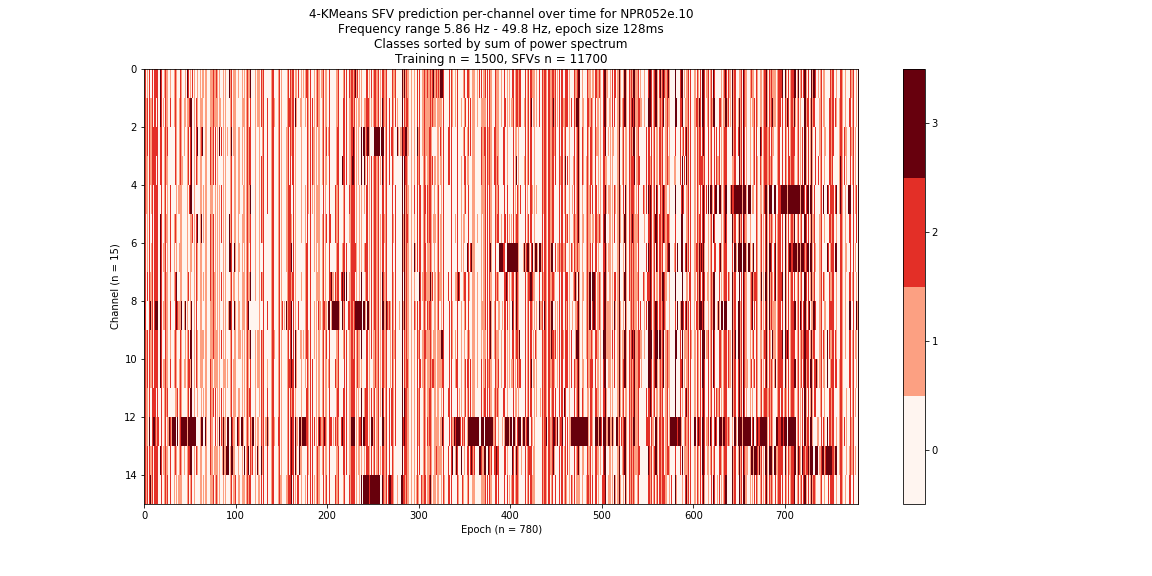 4-KMeans SFV prediction per-channel over time for NPR052e.10
Frequency range 5.86 Hz - 49.8 Hz, epoch size 128ms
Classes sorted by sum of power spectrum
Training n = 1500, SFVs n = 11700
0
2
4
6
8
10
12
14
Channel (n = 15)
0 100 200 300 400 500 600 700
Epoch (n = 780)
3
2
1
0